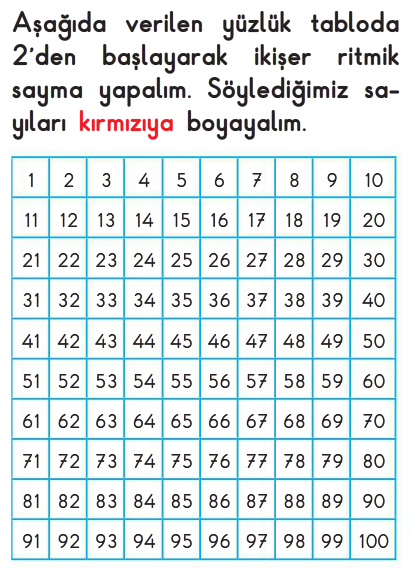 Aşağıda verilen yüzlük tabloda
2'den başlayarak ikişer ritmik
sayma yapalım. Söylediğimiz sa-
yıları kırmızıya boyayalım.
1 2 3 4 5 6 7 8 9 10
11 12 13 14 15 16 17 18 19 20
21 22 23 24 25 26 27 28 29 30
31 32 33 34 35 36 37 38 39 40
41 42 43 44 45 46 47 48 49 50
51 52 53 54 55 56 57 58 59 60
61 62 63 64 65 66 67 68 69 70
71 72 73 74 75 76 77 78 79 80
81 82 83 84 85 86 87 88 89 90
91 92 93 94 95 96 97 98 99 100